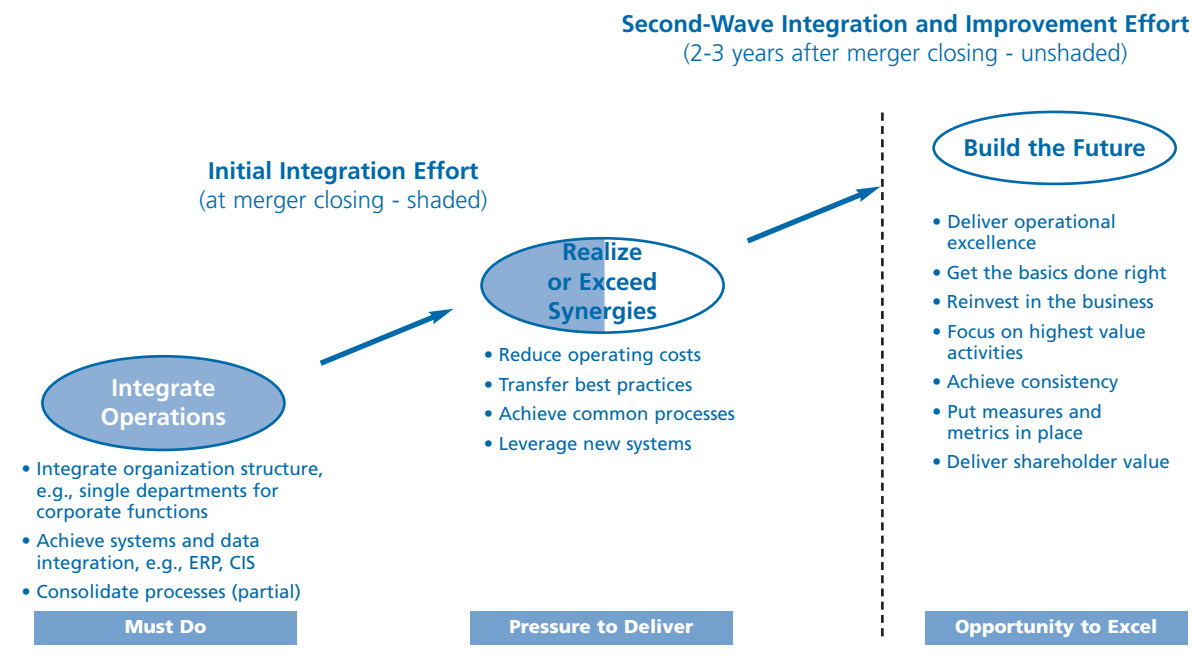 Second-Wave Integration and Improvement Effort
(2-3 years after merger closing - unshaded)
Initial Integration Effort
(at merger closing - shaded)
Integrate
Operations
• Integrate organization structure,
e.g., single departments for
corporate functions
• Achieve systems and data
integration, e.g., ERP, CIS
• Consolidate processes (partial)
Must Do
Realize
or Exceed
Synergies
• Reduce operating costs
• Transfer best practices
• Achieve common processes
• Leverage new systems
Pressure to Deliver
Build the Future
• Deliver operational
excellence
• Get the basics done right
• Reinvest in the business
• Focus on highest value
activities
• Achieve consistency
• Put measures and
metrics in place
• Deliver shareholder value
Opportunity to Excel